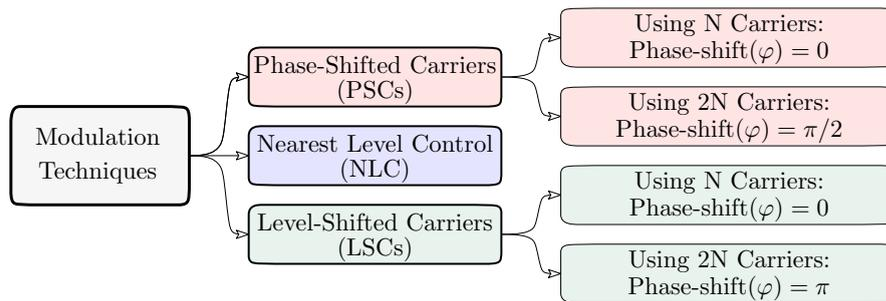 Modulation
Techniques
Phase-Shifted Carriers
(PSCs)
Nearest Level Control
(NLC)
Level-Shifted Carriers
(LSCs)
Using N Carriers:
Phase-shift(φ) = 0
Using 2N Carriers:
Phase-shift(φ) = π/2
Using N Carriers:
Phase-shift(φ) = 0
Using 2N Carriers:
Phase-shift(φ) = π